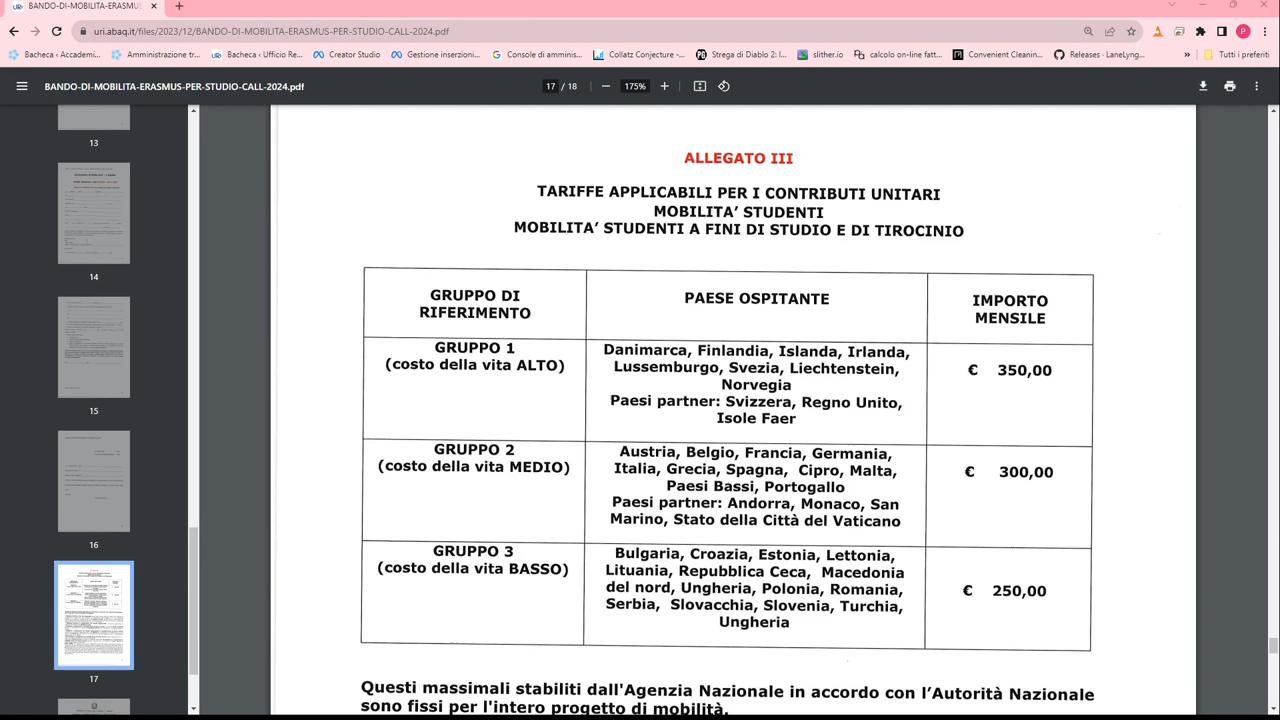 BANDO-DI-MOBILITA-ERASMUS-
uri.abaq.it/files/2023/12/BANDO-DI-MOBILITA-ERASMUS-PER-STUDIO-CALL-2024.pdf
P
Bacheca ‹ Accademi...
Amministrazione tr...
Bacheca ‹ Ufficio Re...
Creator Studio
Gestione inserzioni...
Console di amminis...
Collatz Conjecture -...
Strega di Diablo 2: l...
slither.io
calcolo on-line fatt...
Convenient Cleanin...
Releases · LaneLyng...
»
Tutti i preferiti
BANDO-DI-MOBILITA-ERASMUS-PER-STUDIO-CALL-2024.pdf
17 / 18
175%
13
14
15
16
17
ALLEGATO III
TARIFFE APPLICABILI PER I CONTRIBUTI UNITARI
MOBILITA’ STUDENTI
MOBILITA’ STUDENTI A FINI DI STUDIO E DI TIROCINIO
GRUPPO DI
RIFERIMENTO
PAESE OSPITANTE
IMPORTO
MENSILE
GRUPPO 1
(costo della vita ALTO)
Danimarca, Finlandia, Islanda, Irlanda,
Lussemburgo, Svezia, Liechtenstein,
Norvegia
Paesi partner: Svizzera, Regno Unito,
Isole Faer
€ 350,00
GRUPPO 2
(costo della vita MEDIO)
Austria, Belgio, Francia, Germania,
Italia, Grecia, Spagna, Cipro, Malta,
Paesi Bassi, Portogallo
Paesi partner: Andorra, Monaco, San
Marino, Stato della Città del Vaticano
€ 300,00
GRUPPO 3
(costo della vita BASSO)
Bulgaria, Croazia, Estonia, Lettonia,
Lituania, Repubblica Ceca, Macedonia
del nord, Ungheria, Polonia, Romania,
Serbia, Slovacchia, Slovenia, Turchia,
Ungheria
€ 250,00
Questi massimali stabiliti dall'Agenzia Nazionale in accordo con l’Autorità Nazionale
sono fissi per l'intero progetto di mobilità.